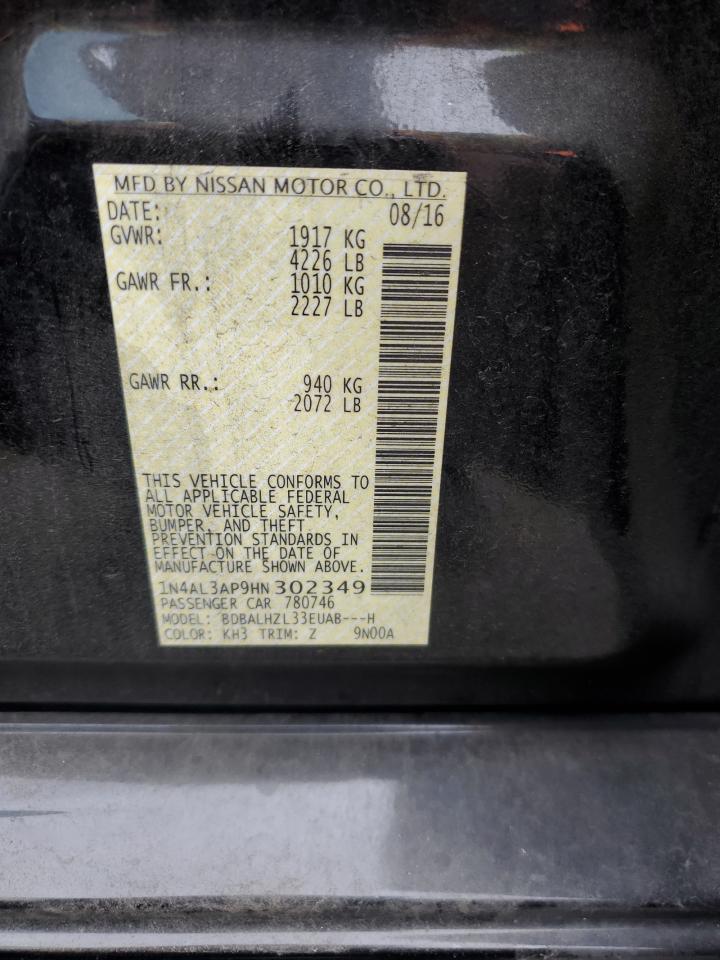 MFD BY NISSAN MOTOR CO., LTD.
DATE: 08/16
GVWR: 1917 KG
4226 LB
GAWR FR.: 1010 KG
2227 LB
GAWR RR.: 940 KG
2072 LB
THIS VEHICLE CONFORMS TO
ALL APPLICABLE FEDERAL
MOTOR VEHICLE SAFETY,
BUMPER, AND THEFT
PREVENTION STANDARDS IN
EFFECT ON THE DATE OF
MANUFACTURE SHOWN ABOVE.
1N4AL3AP9HN302349
PASSENGER CAR 780746
MODEL: BDBALHZL33EUAB---H
COLOR: KH3 TRIM: Z 9N00A